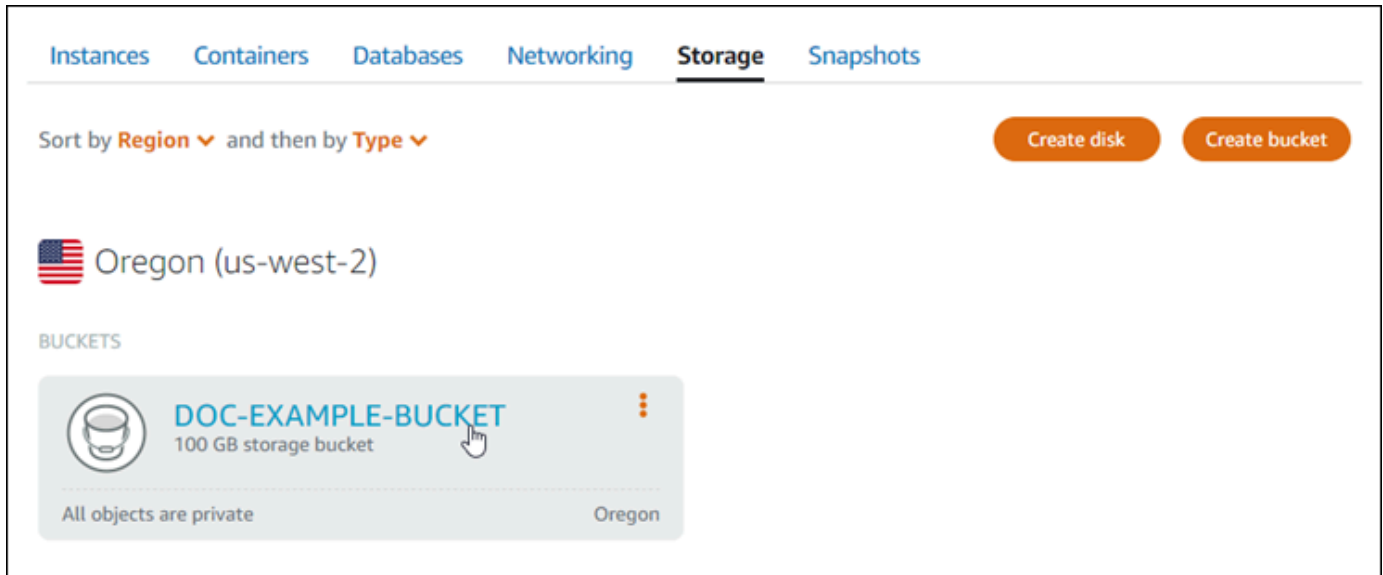 Instances Containers Databases Networking Storage Snapshots
Sort by Region and then by Type Create disk Create bucket
Oregon (us-west-2)
BUCKETS
DOC-EXAMPLE-BUCKET
100 GB storage bucket
All objects are private Oregon